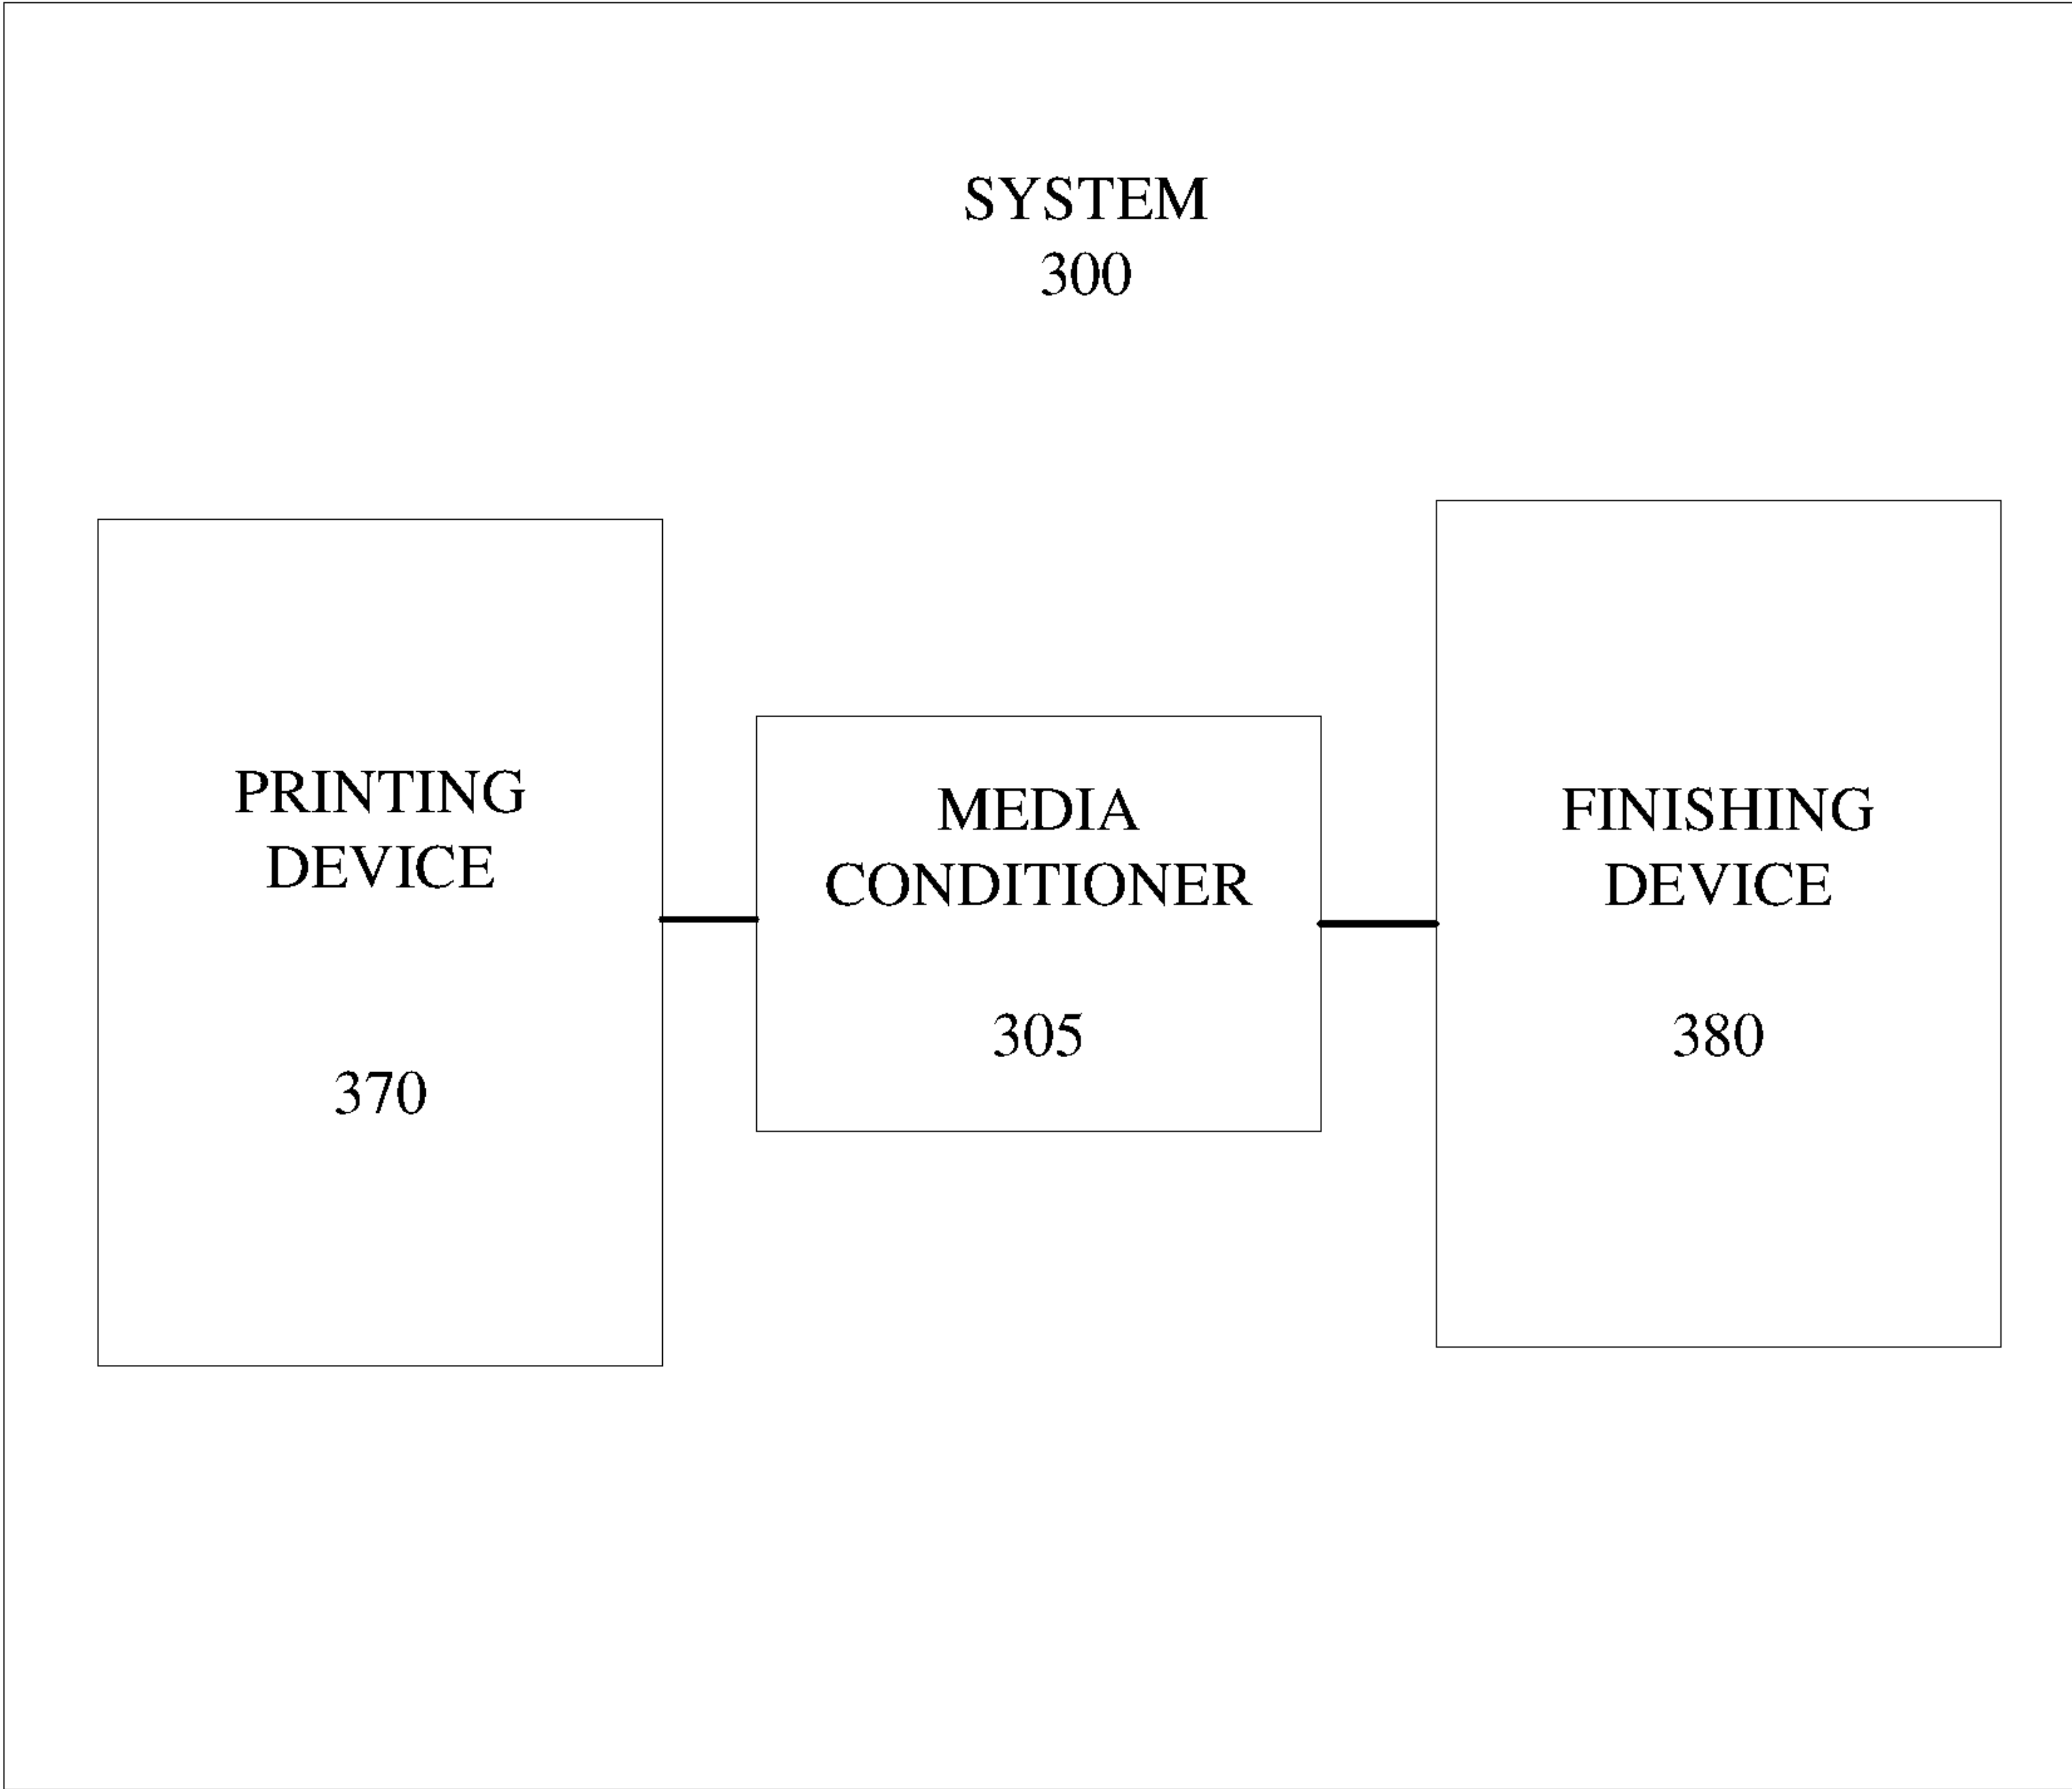 SYSTEM
300
PRINTING
DEVICE
370
MEDIA
CONDITIONER
305
FINISHING
DEVICE
380